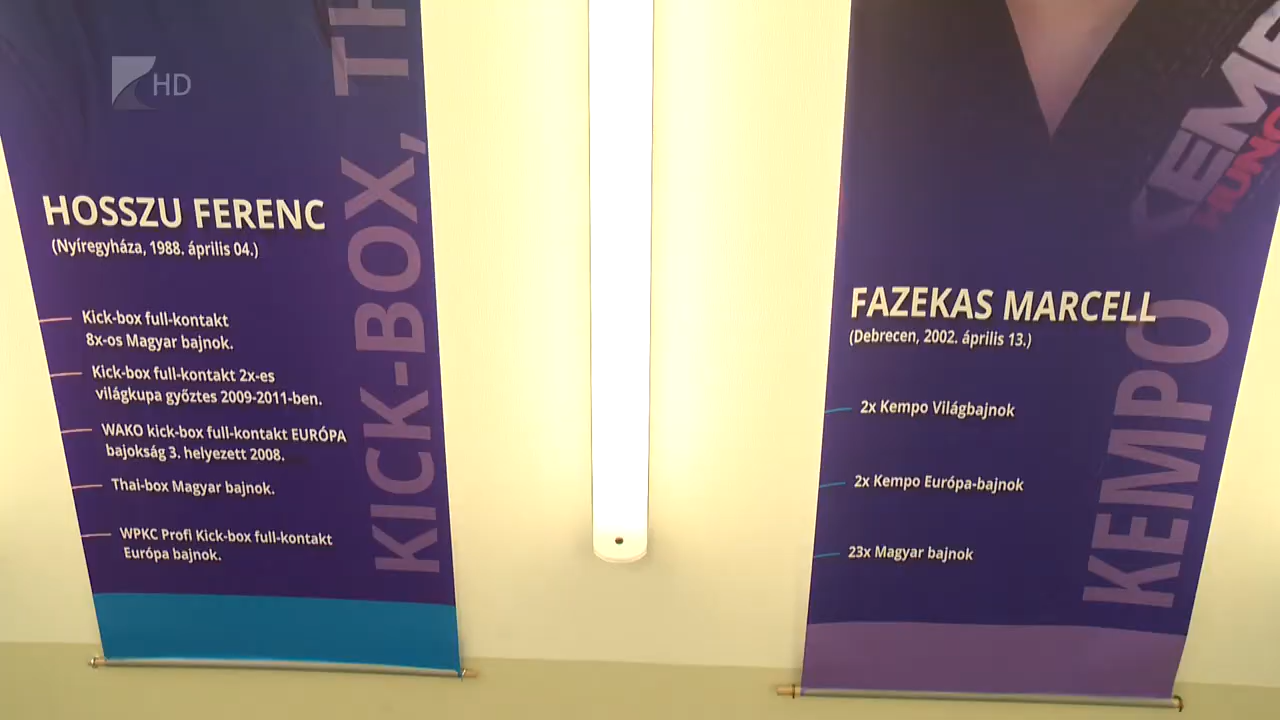 HD
KICK-BOX, TH
HOSSZU FERENC
(Nyíregyháza, 1988. április 04.)
Kick-box full-kontakt
8x-os Magyar bajnok.
Kick-box full-kontakt 2x-es
világkupa győztes 2009-2011-ben.
WAKO kick-box full-kontakt EURÓPA
bajokság 3. helyezett 2008.
Thai-box Magyar bajnok.
WPKC Profi Kick-box full-kontakt
Európa bajnok.
KEMP
HUNG
FAZEKAS MARCELL
(Debrecen, 2002. április 13.)
2x Kempo Világbajnok
2x Kempo Európa-bajnok
23x Magyar bajnok
KEMPO